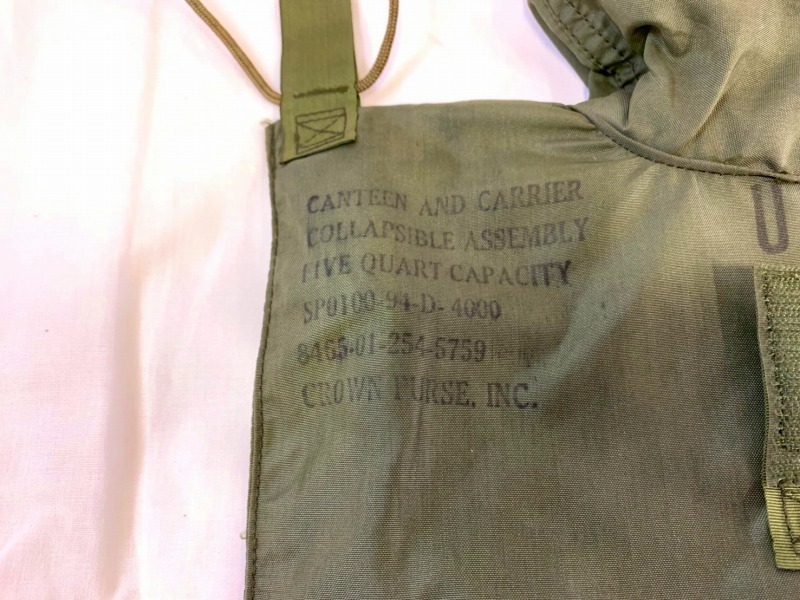 CANTEEN AND CARRIER
COLLAPSIBLE ASSEMBLY
FIVE QUART CAPACITY
SP0100-94-D-4000
8465-01-254-5759
CROWN PURSE, INC.
U